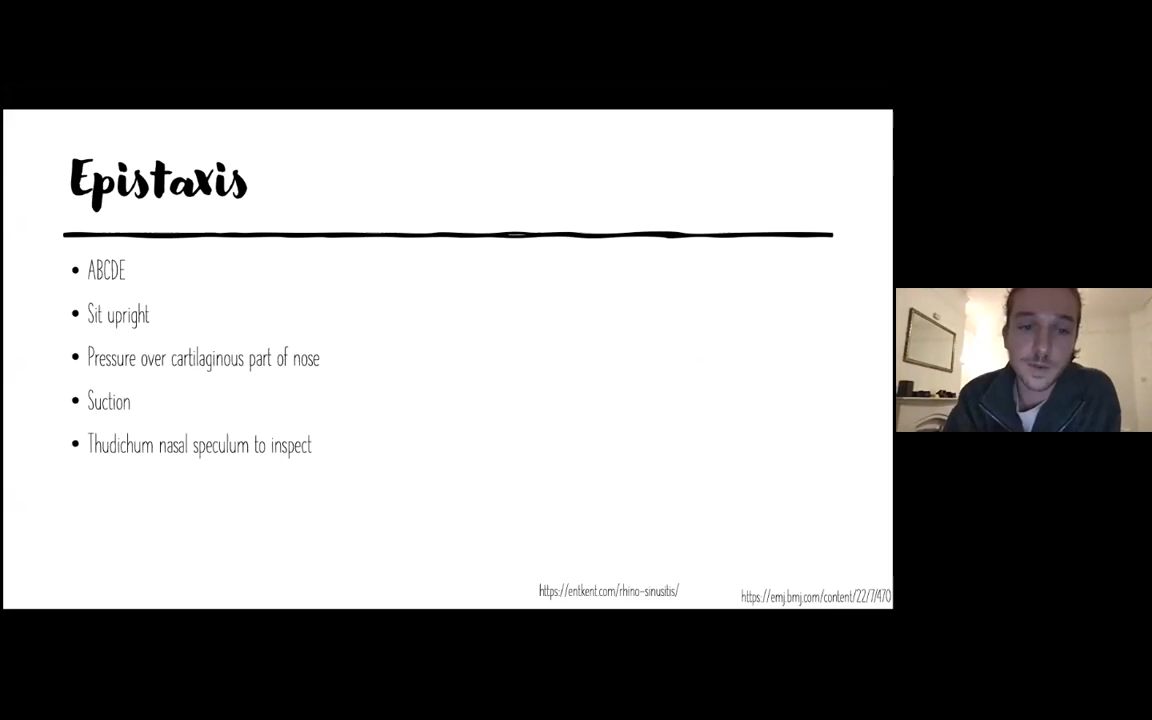 Epistaxis
• ABCDE
• Sit upright
• Pressure over cartilaginous part of nose
• Suction
• Thudichum nasal speculum to inspect
https://entkent.com/rhino-sinusitis/
https://emj.bmj.com/content/22/7/470